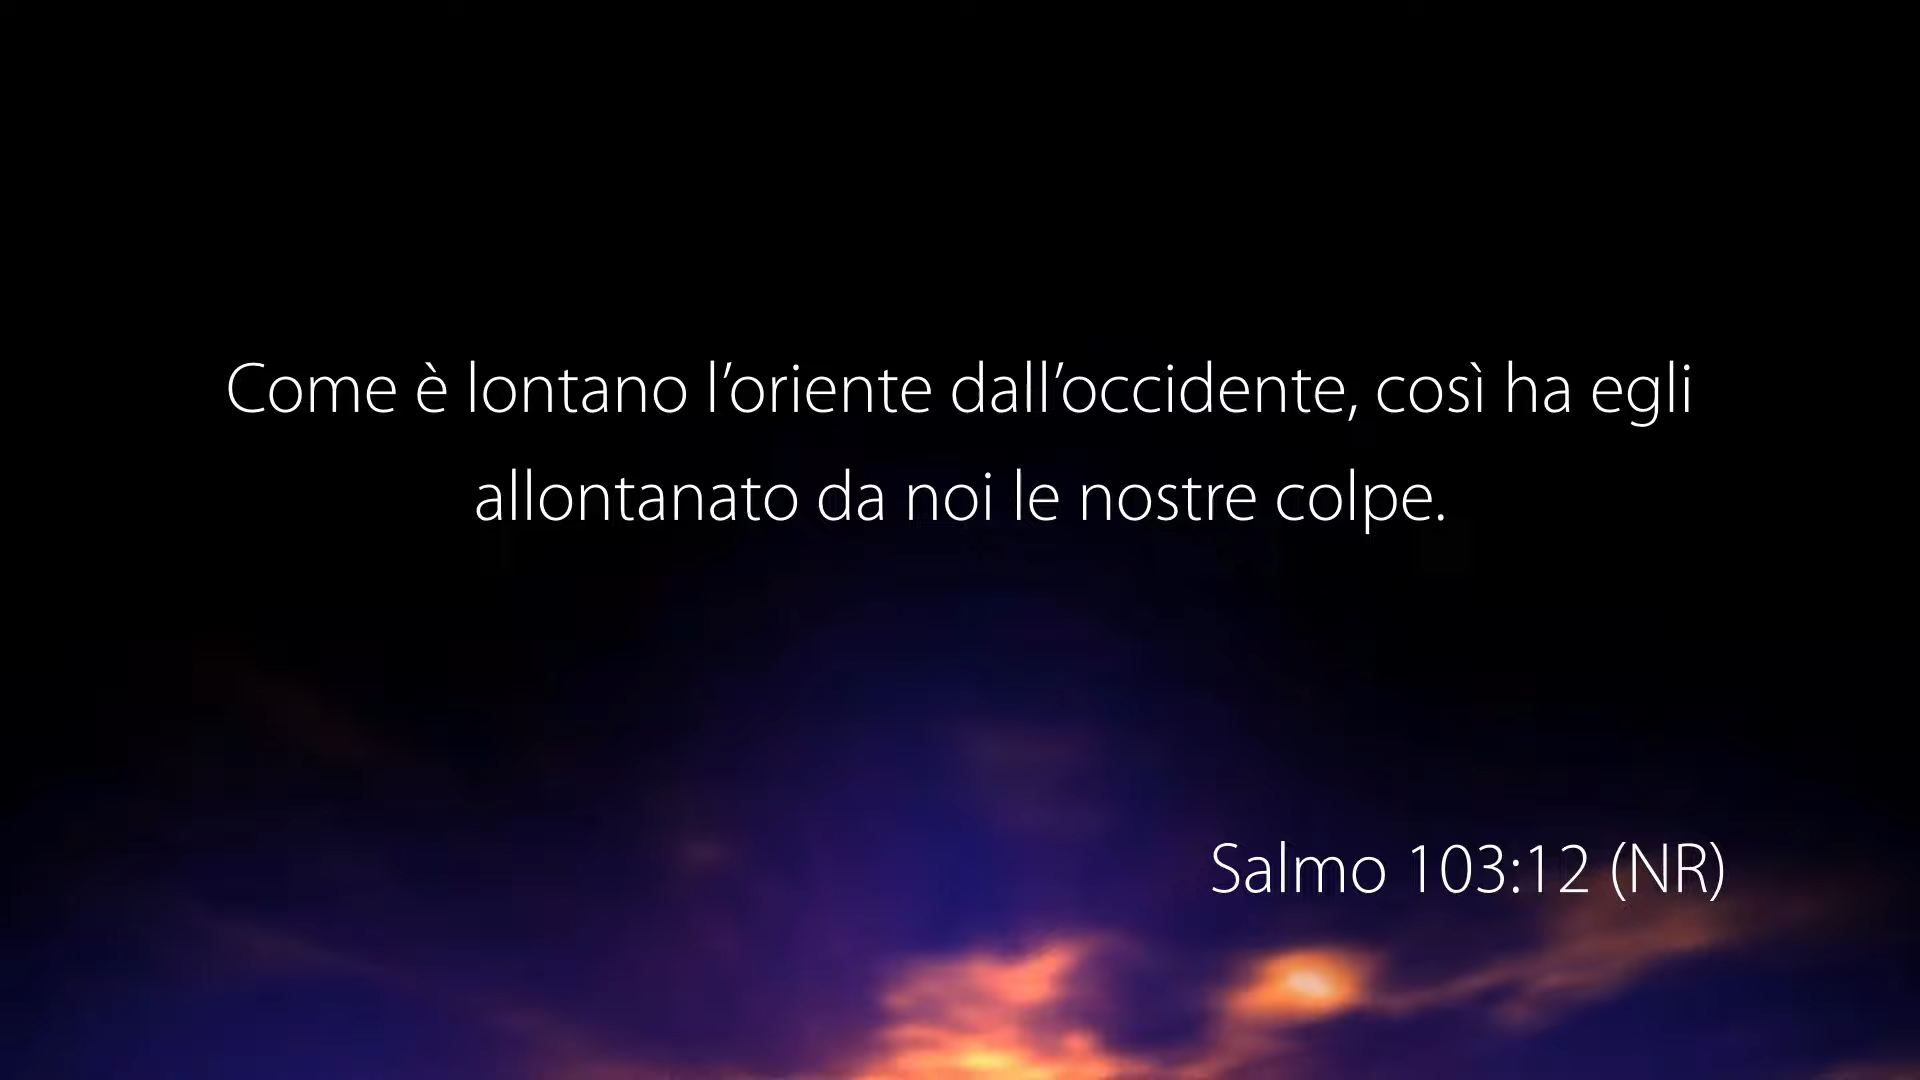 Come è lontano l’oriente dall’occidente, così ha egli
allontanato da noi le nostre colpe.
Salmo 103:12 (NR)